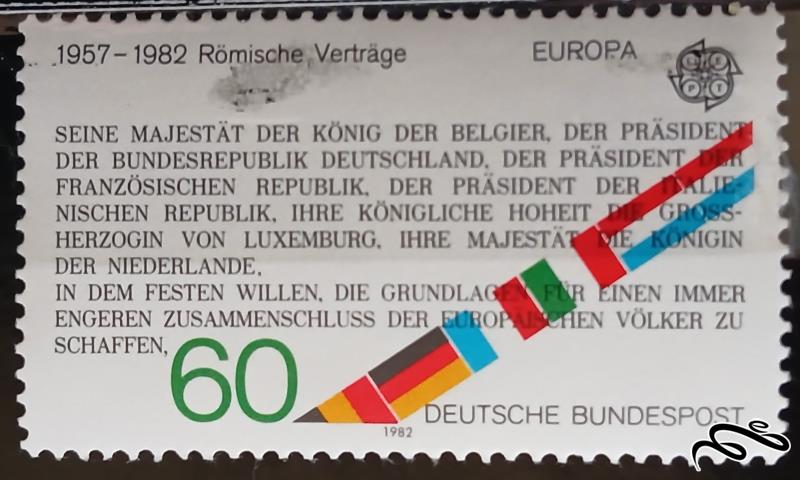 1957–1982 Römische Verträge EUROPA
CEPT
SEINE MAJESTÄT DER KÖNIG DER BELGIER, DER PRÄSIDENT
DER BUNDESREPUBLIK DEUTSCHLAND, DER PRÄSIDENT DER
FRANZÖSISCHEN REPUBLIK, DER PRÄSIDENT DER ITALIE-
NISCHEN REPUBLIK, IHRE KÖNIGLICHE HOHEIT DIE GROSS-
HERZOGIN VON LUXEMBURG, IHRE MAJESTÄT DIE KÖNIGIN
DER NIEDERLANDE,
IN DEM FESTEN WILLEN, DIE GRUNDLAGEN FÜR EINEN IMMER
ENGEREN ZUSAMMENSCHLUSS DER EUROPÄISCHEN VÖLKER ZU
SCHAFFEN,
60
DEUTSCHE BUNDESPOST
1982